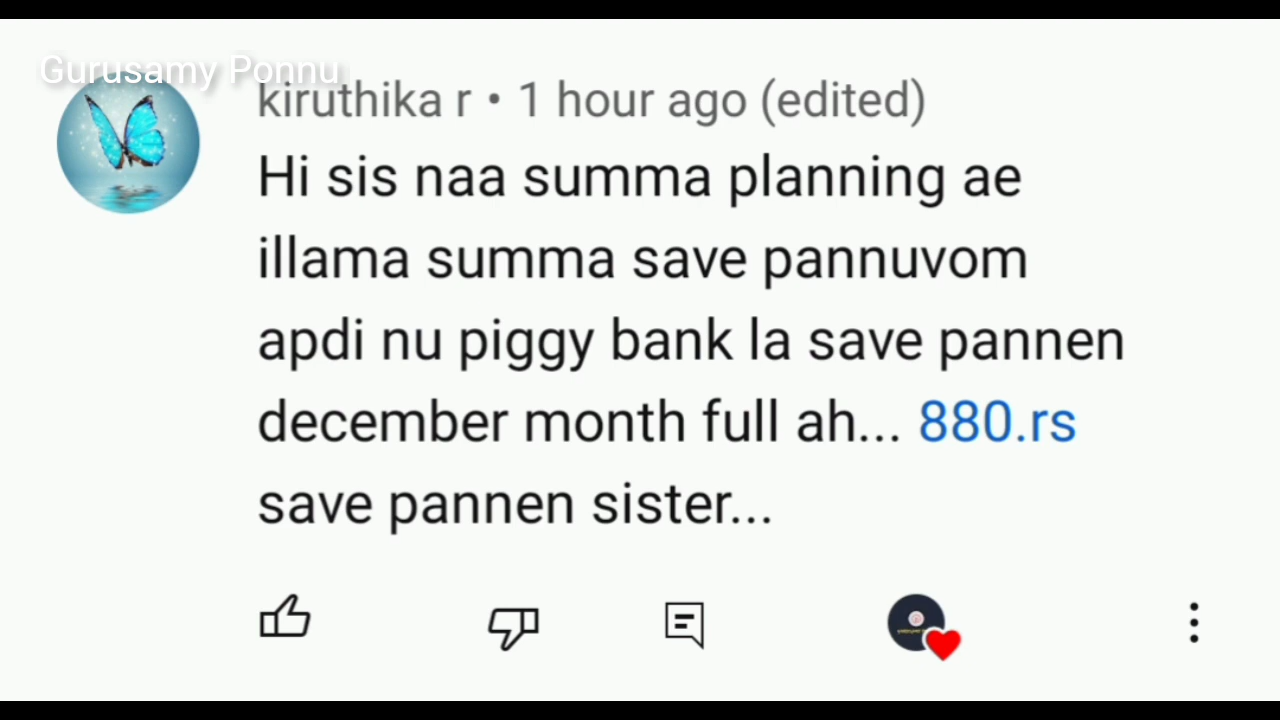 Gurusamy Ponnu
kiruthika r • 1 hour ago (edited)
Hi sis naa summa planning ae
illama summa save pannuvom
apdi nu piggy bank la save pannen
december month full ah... 880.rs
save pannen sister...